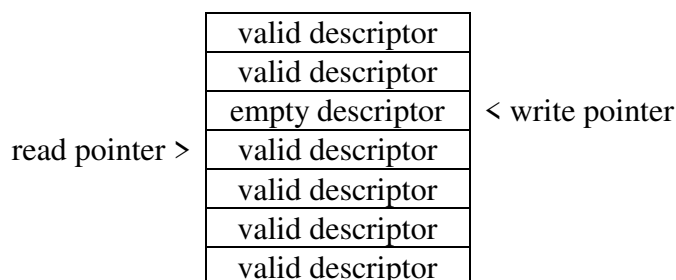 valid descriptor
valid descriptor
empty descriptor < write pointer
read pointer > valid descriptor
valid descriptor
valid descriptor
valid descriptor